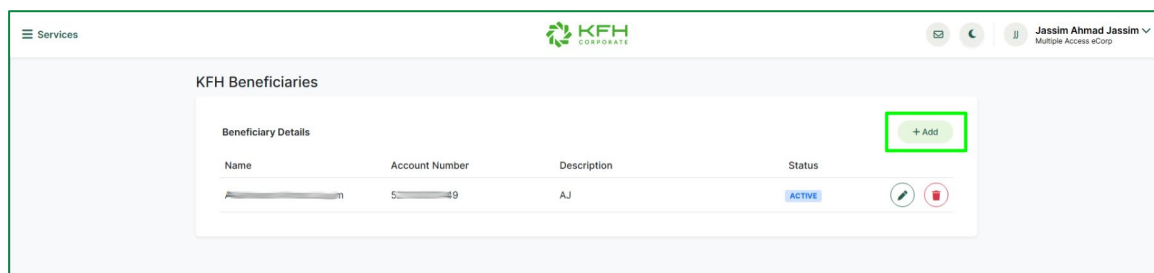 Services
KFH
CORPORATE
JJ
Jassim Ahmad Jassim
Multiple Access eCorp
KFH Beneficiaries
Beneficiary Details
+ Add
Name Account Number Description Status
AJ ACTIVE